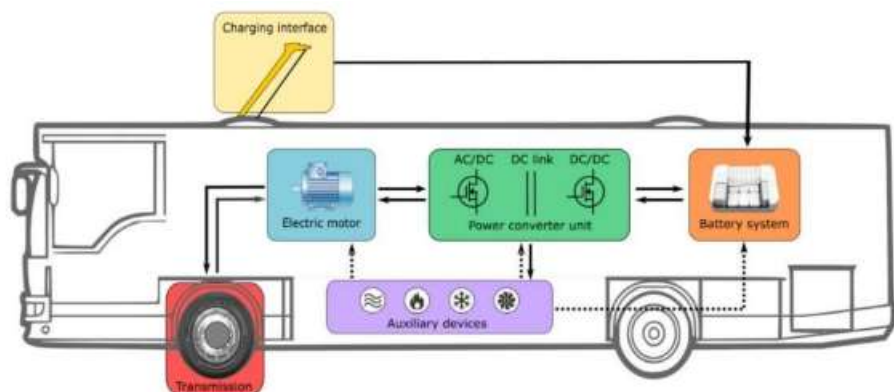 Charging interface
AC/DC DC link DC/DC
Electric motor
Power converter unit
Battery system
Auxiliary devices
Transmission